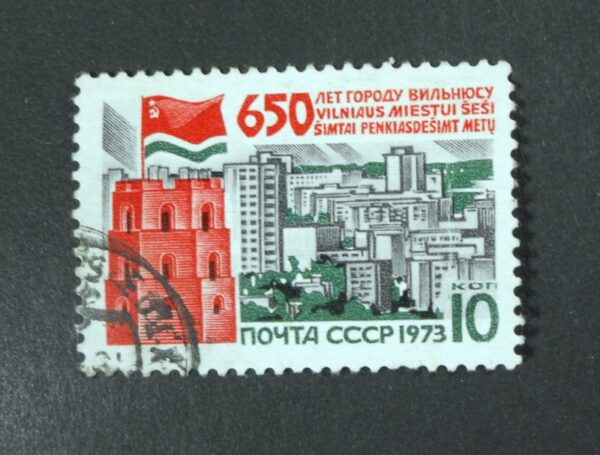 650 ЛЕТ ГОРОДУ ВИЛЬНЮСУ
VILNIAUS MIESTUI ŠEŠI
ŠIMTAI PENKIASDEŠIMT METŲ
КОП
ПОЧТА СССР 1973 10